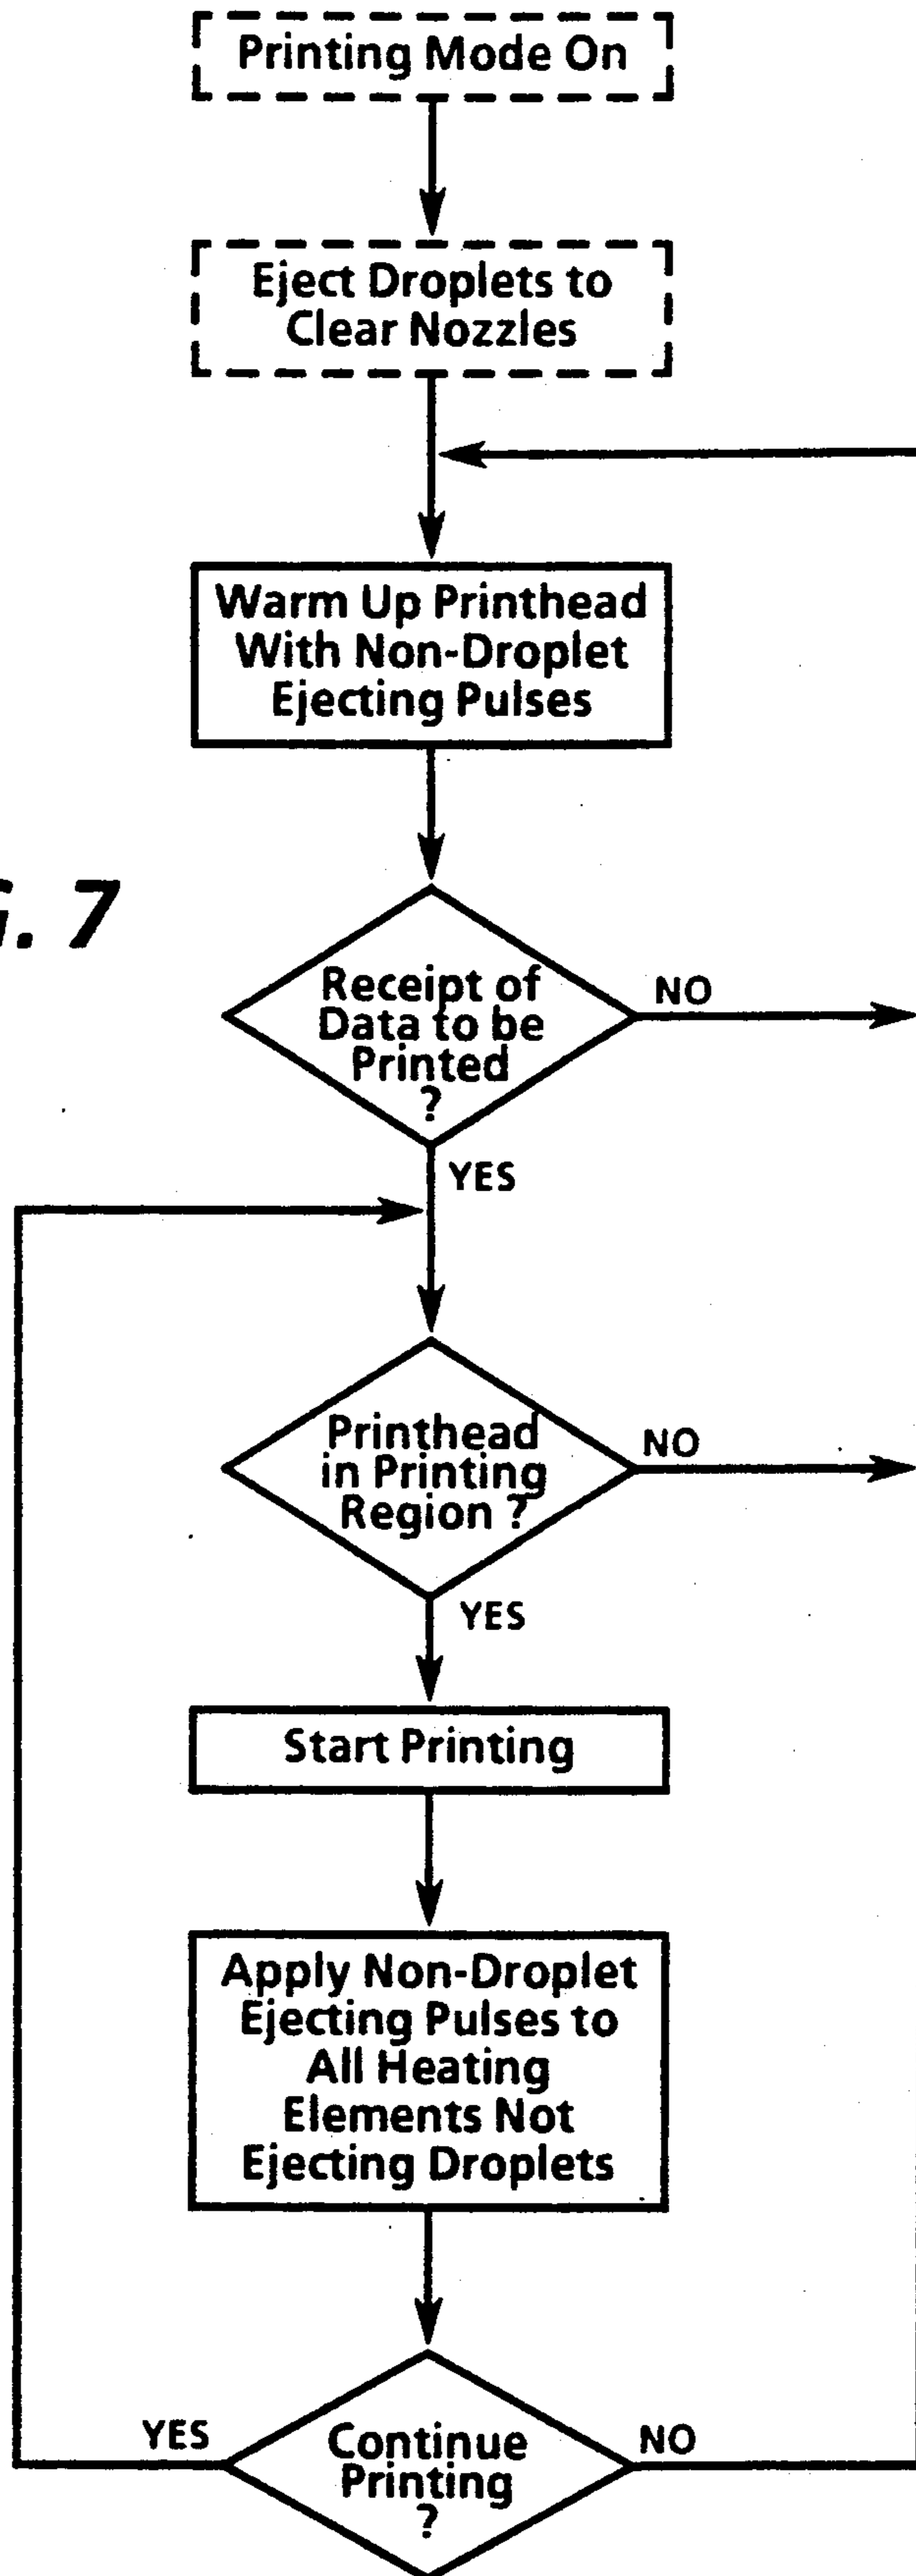 Printing Mode On
Eject Droplets to
Clear Nozzles
Warm Up Printhead
With Non-Droplet
Ejecting Pulses
G. 7
Receipt of
Data to be
Printed
?
NO
YES
Printhead
in Printing
Region ?
NO
YES
Start Printing
Apply Non-Droplet
Ejecting Pulses to
All Heating
Elements Not
Ejecting Droplets
YES
Continue
Printing
?
NO